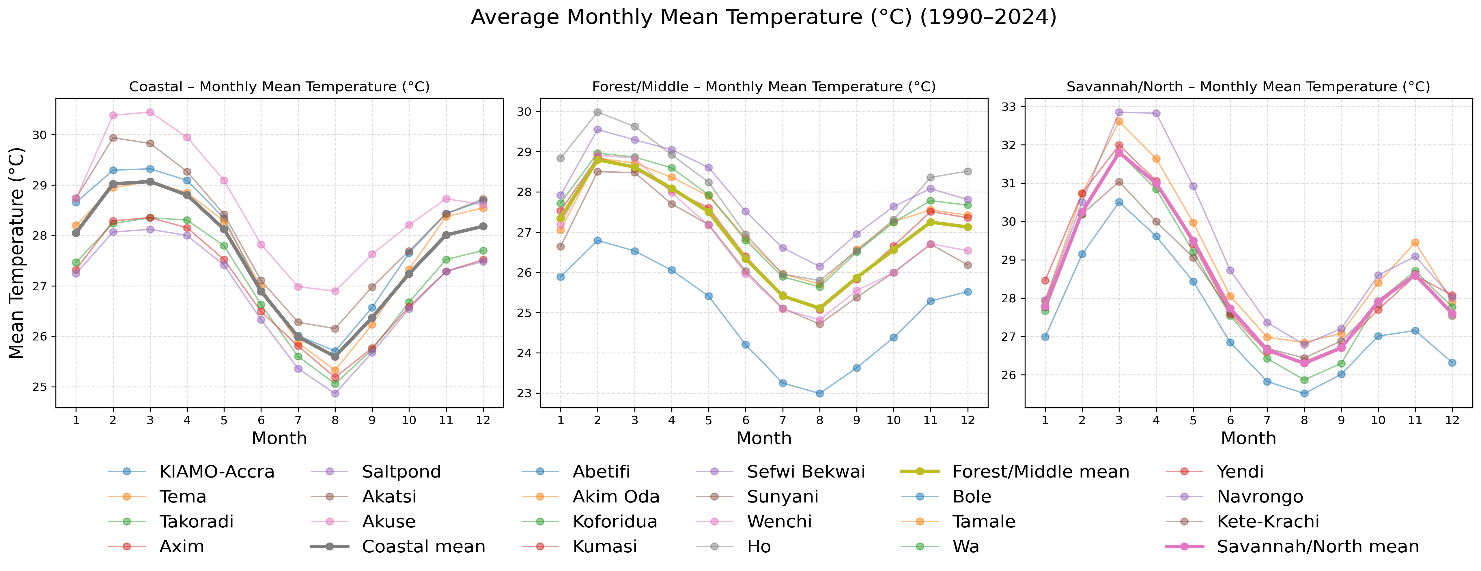 Average Monthly Mean Temperature (°C) (1990–2024)
Coastal – Monthly Mean Temperature (°C)
Mean Temperature (°C)
30
29
28
27
26
25
1 2 3 4 5 6 7 8 9 10 11 12
Month
Forest/Middle – Monthly Mean Temperature (°C)
30
29
28
27
26
25
24
23
1 2 3 4 5 6 7 8 9 10 11 12
Month
Savannah/North – Monthly Mean Temperature (°C)
33
32
31
30
29
28
27
26
1 2 3 4 5 6 7 8 9 10 11 12
Month
KIAMO-Accra
Tema
Takoradi
Axim
Saltpond
Akatsi
Akuse
Coastal mean
Abetifi
Akim Oda
Koforidua
Kumasi
Sefwi Bekwai
Sunyani
Wenchi
Ho
Forest/Middle mean
Bole
Tamale
Wa
Yendi
Navrongo
Kete-Krachi
Savannah/North mean